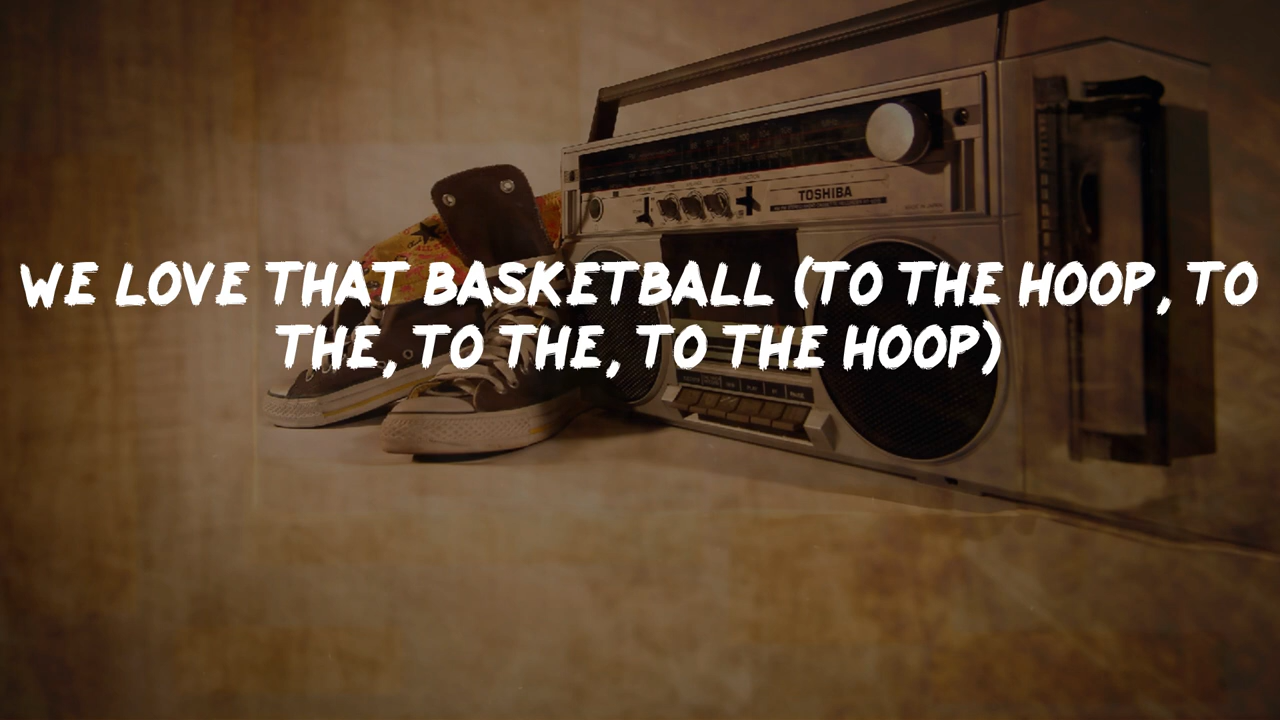 TOSHIBA
WE LOVE THAT BASKETBALL (TO THE HOOP, TO
THE, TO THE, TO THE HOOP)